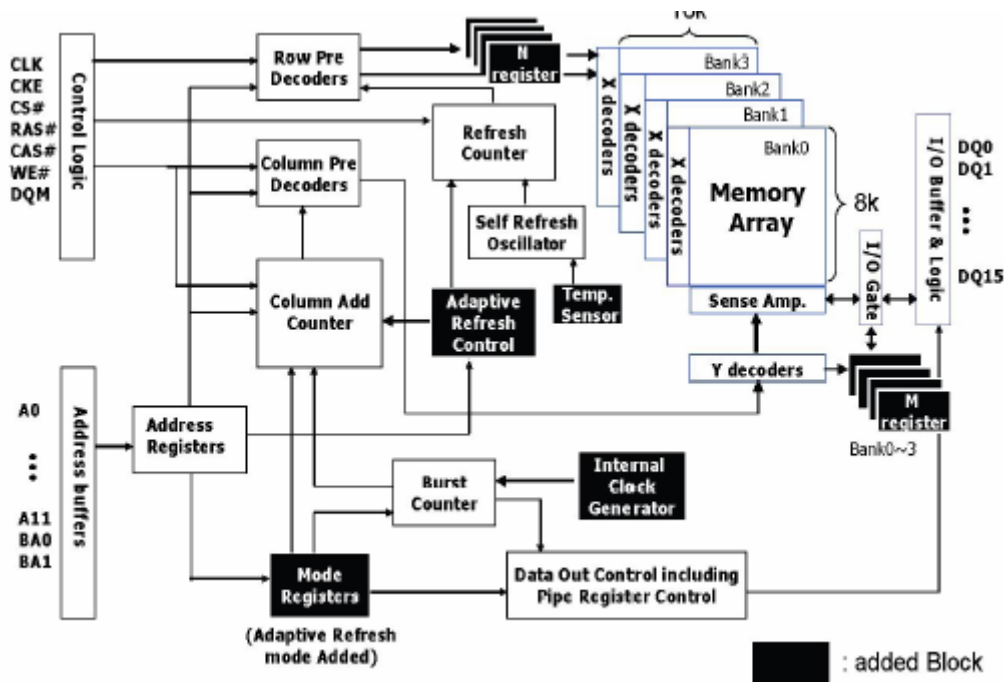 CLK
CKE
CS#
RAS#
CAS#
WE#
DQM
Control Logic
Row Pre
Decoders
N
register
Bank3
Bank2
Bank1
Bank0
X decoders
X decoders
X decoders
X decoders
Memory
Array
8k
Refresh
Counter
Column Pre
Decoders
Self Refresh
Oscillator
Temp.
Sensor
Column Add
Counter
Adaptive
Refresh
Control
Sense Amp.
I/O Gate
I/O Buffer & Logic
DQ0
DQ1
...
DQ15
Y decoders
M
register
Bank0~3
A0
...
A11
BA0
BA1
Address buffers
Address
Registers
Burst
Counter
Internal
Clock
Generator
Mode
Registers
(Adaptive Refresh
mode Added)
Data Out Control including
Pipe Register Control
: added Block